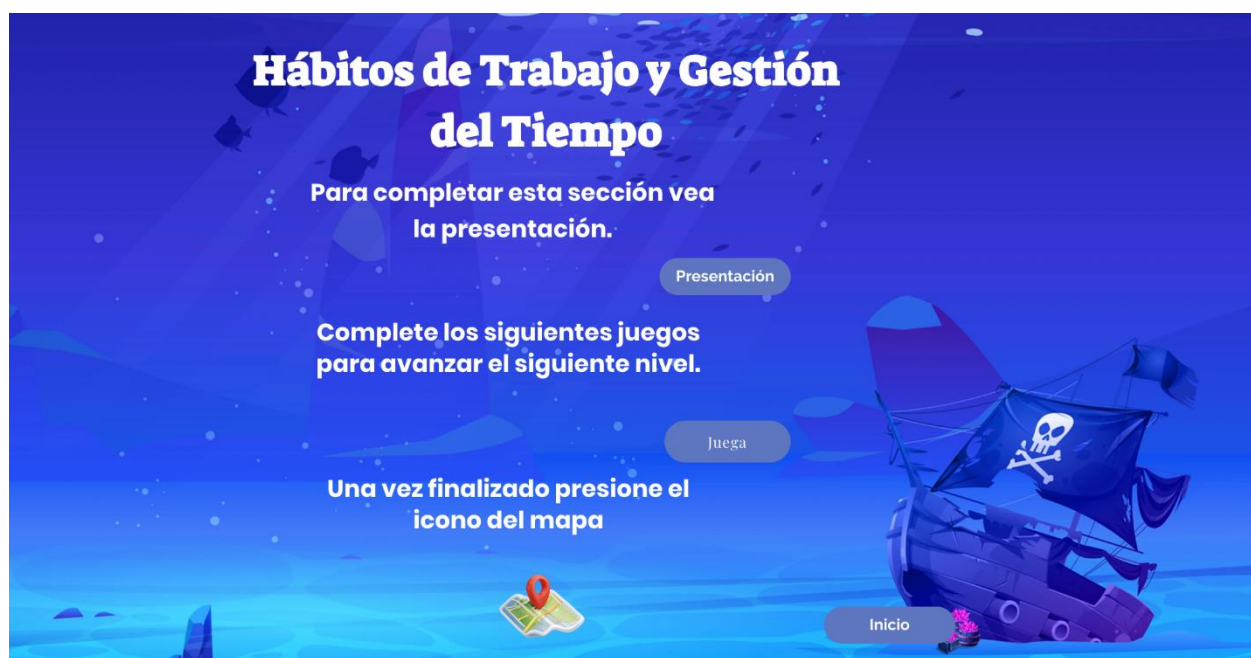 Hábitos de Trabajo y Gestión
del Tiempo
Para completar esta sección vea
la presentación.
Presentación
Complete los siguientes juegos
para avanzar el siguiente nivel.
Juega
Una vez finalizado presione el
icono del mapa
Inicio